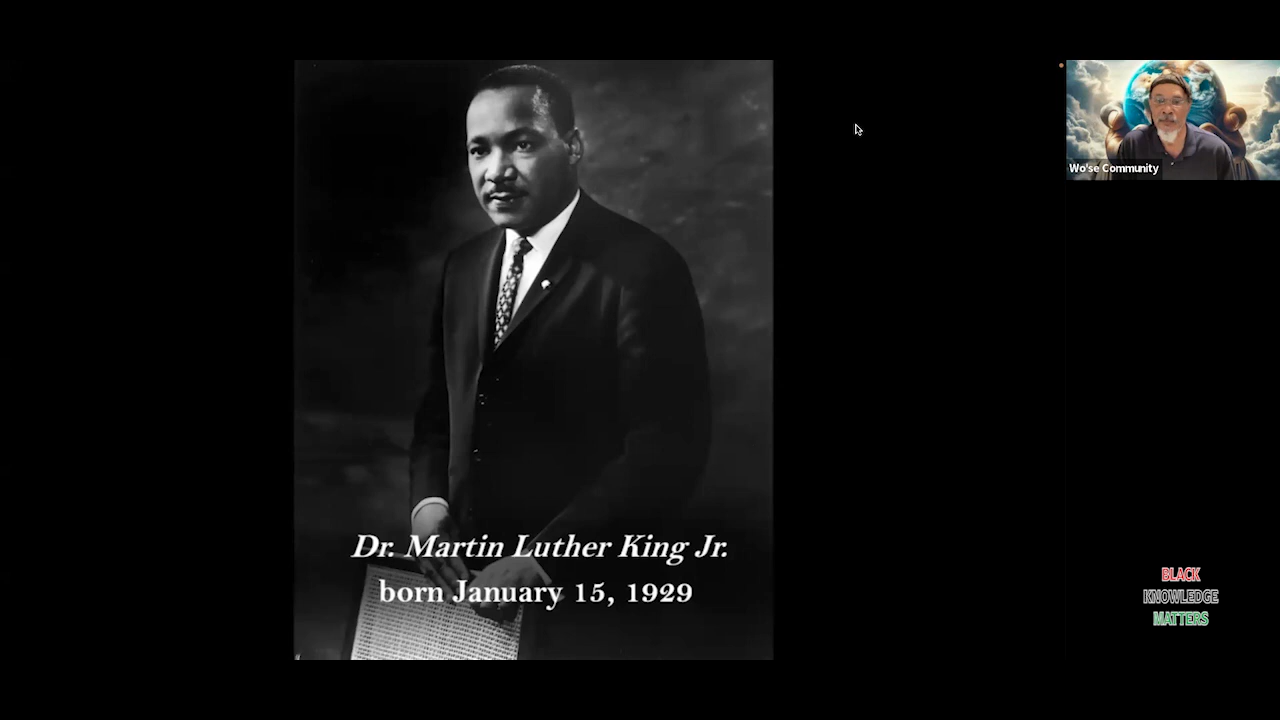 Wo'se Community
Dr. Martin Luther King Jr.
born January 15, 1929
BLACK
KNOWLEDGE
MATTERS